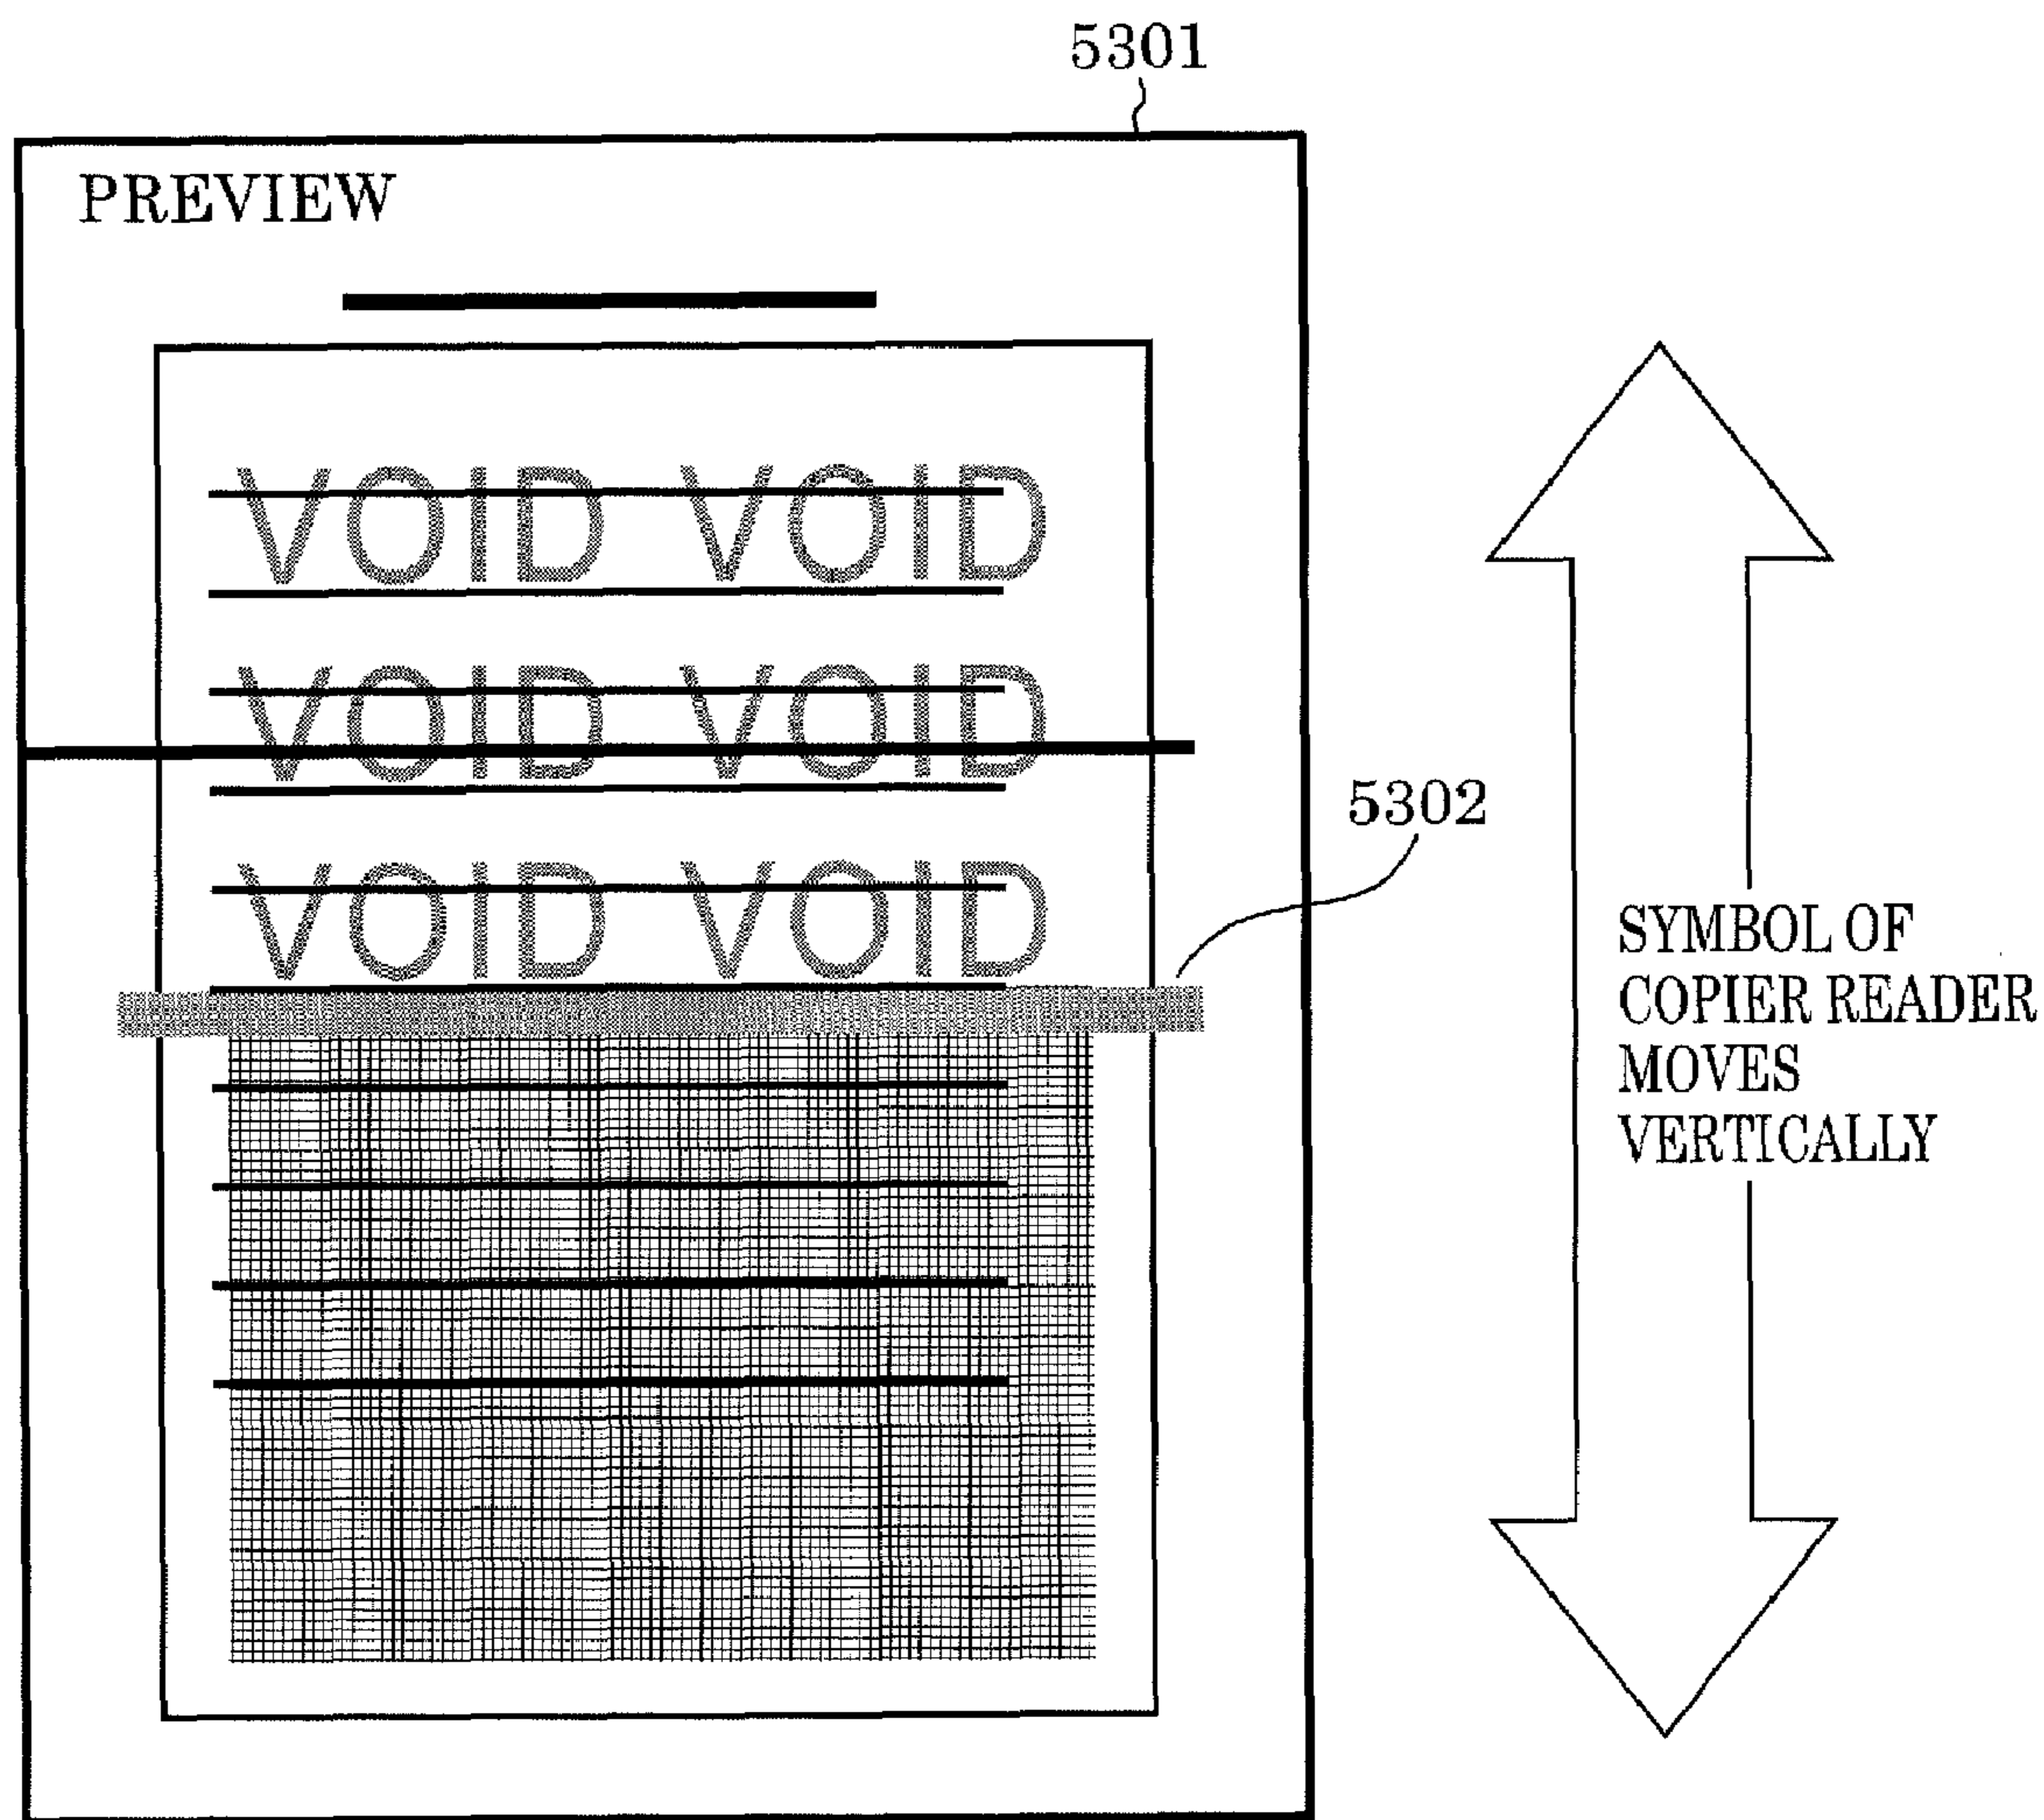 5301
PREVIEW
VOID VOID
VOID VOID
5302
VOID VOID
SYMBOL OF
COPIER READER
MOVES
VERTICALLY